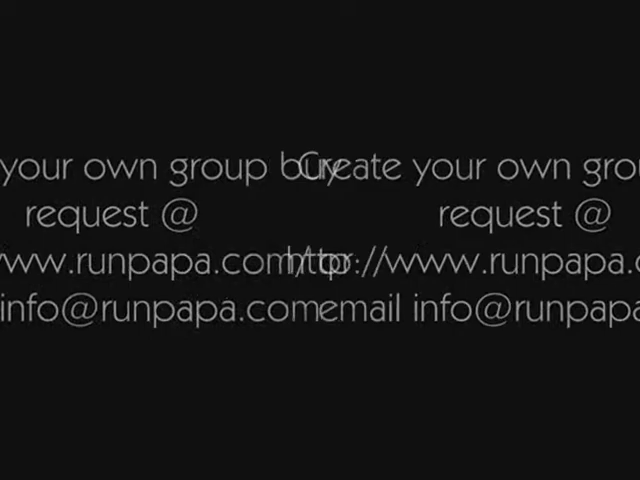 your own group buy Create your own grou
request @ request @
www.runpapa.com/top http://www.runpapa.c
info@runpapa.com email info@runpapa